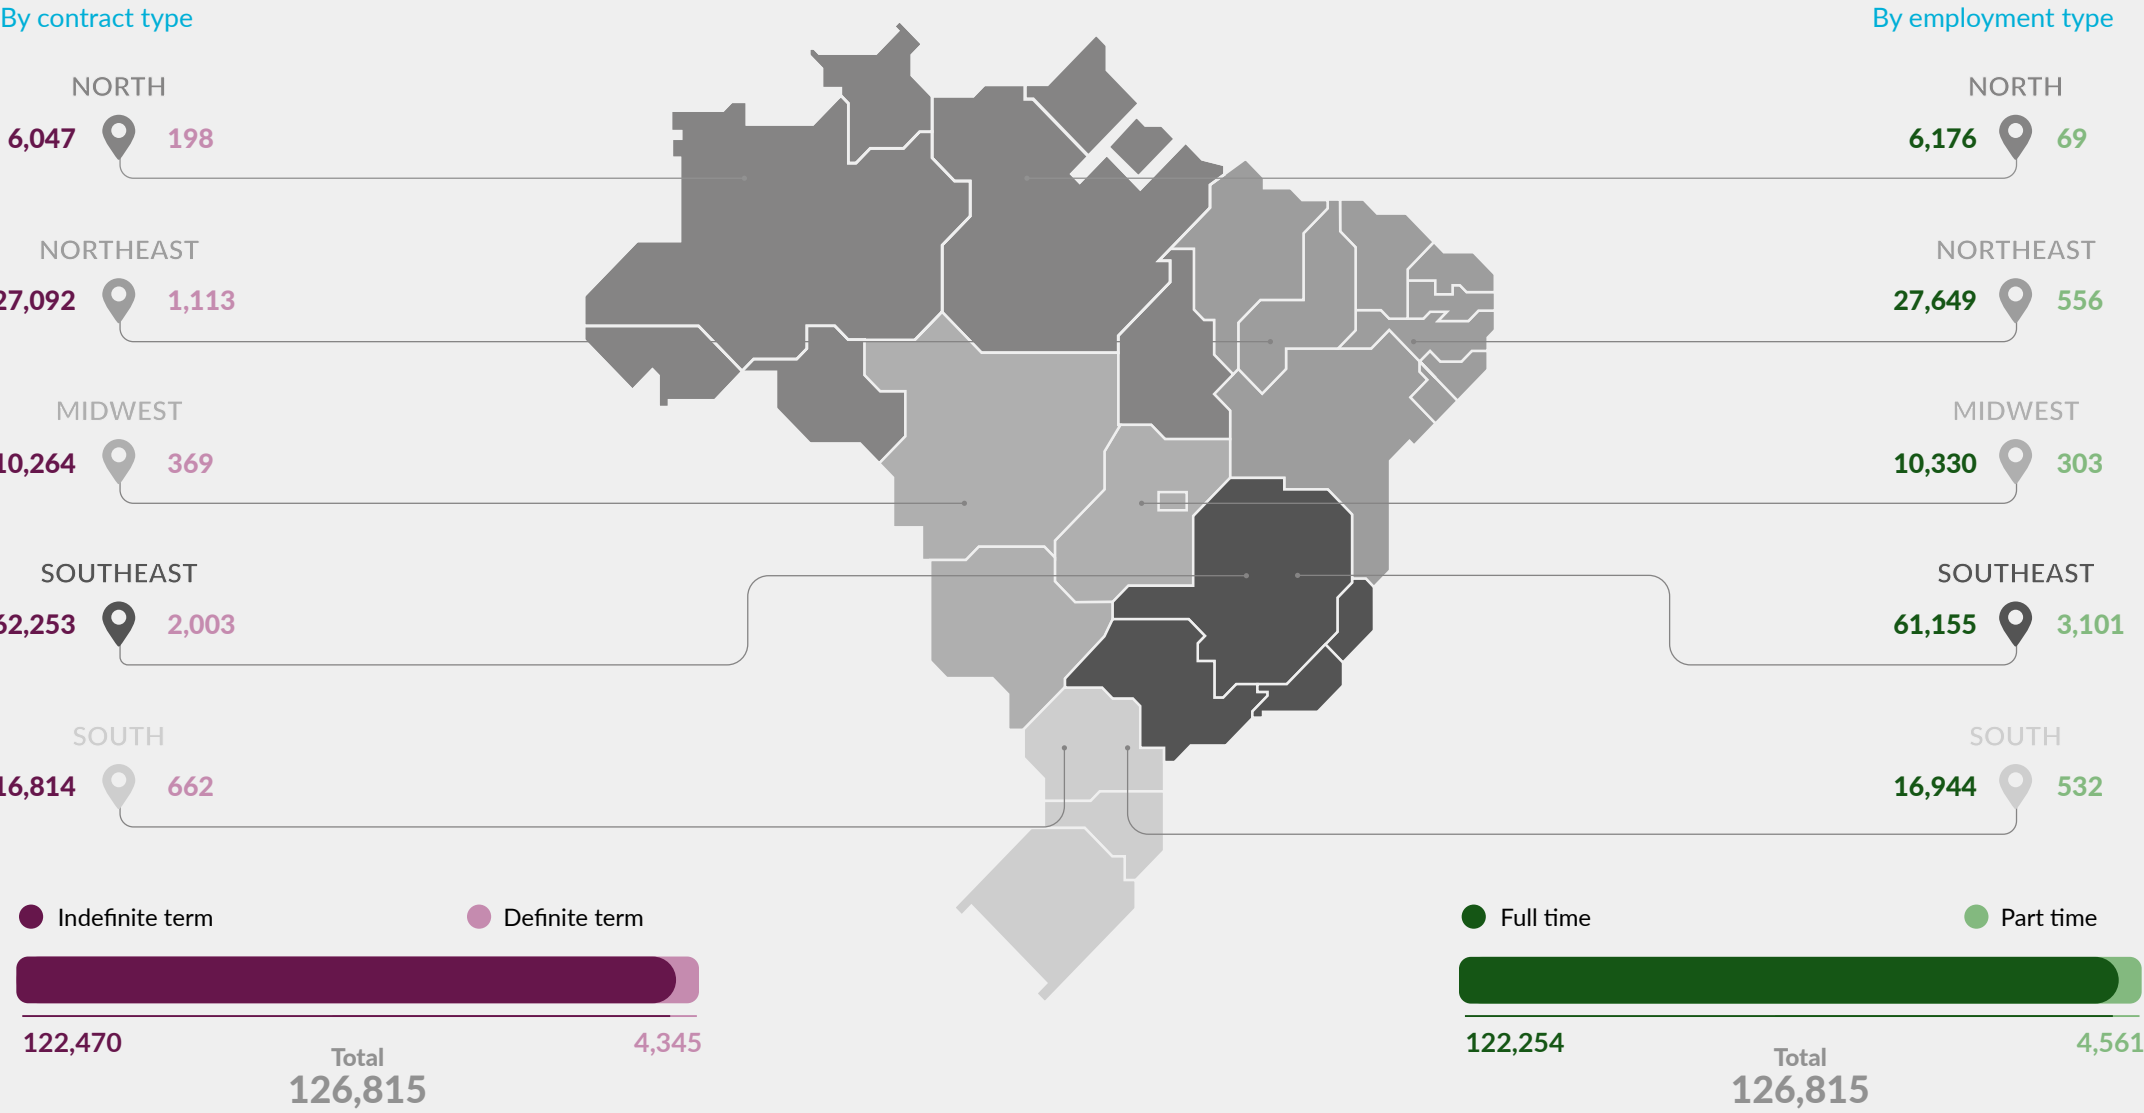 By contract type
NORTH
6,047 198
NORTHEAST
27,092 1,113
MIDWEST
10,264 369
SOUTHEAST
62,253 2,003
SOUTH
16,814 662
Indefinite term Definite term
122,470 4,345
Total
126,815
By employment type
NORTH
6,176 69
NORTHEAST
27,649 556
MIDWEST
10,330 303
SOUTHEAST
61,155 3,101
SOUTH
16,944 532
Full time Part time
122,254 4,561
Total
126,815